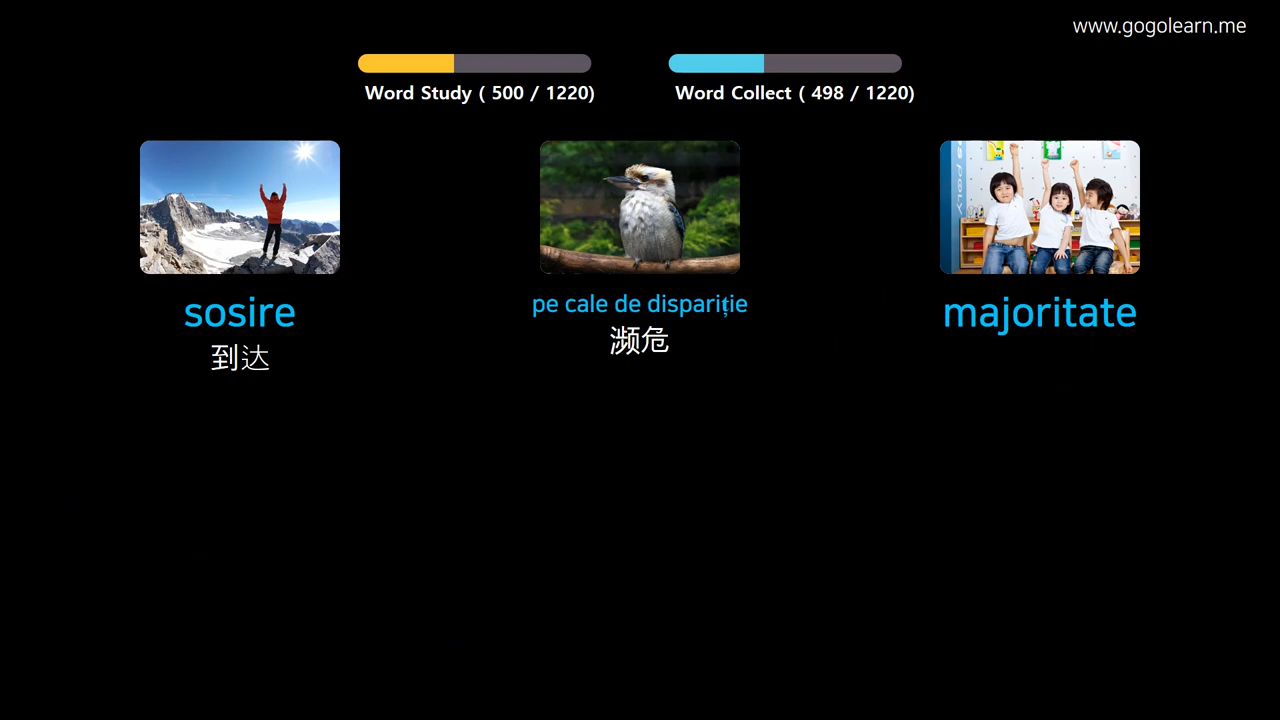 www.gogolearn.me
Word Study ( 500 / 1220)
Word Collect ( 498 / 1220)
sosire
到达
pe cale de dispariție
濒危
majoritate